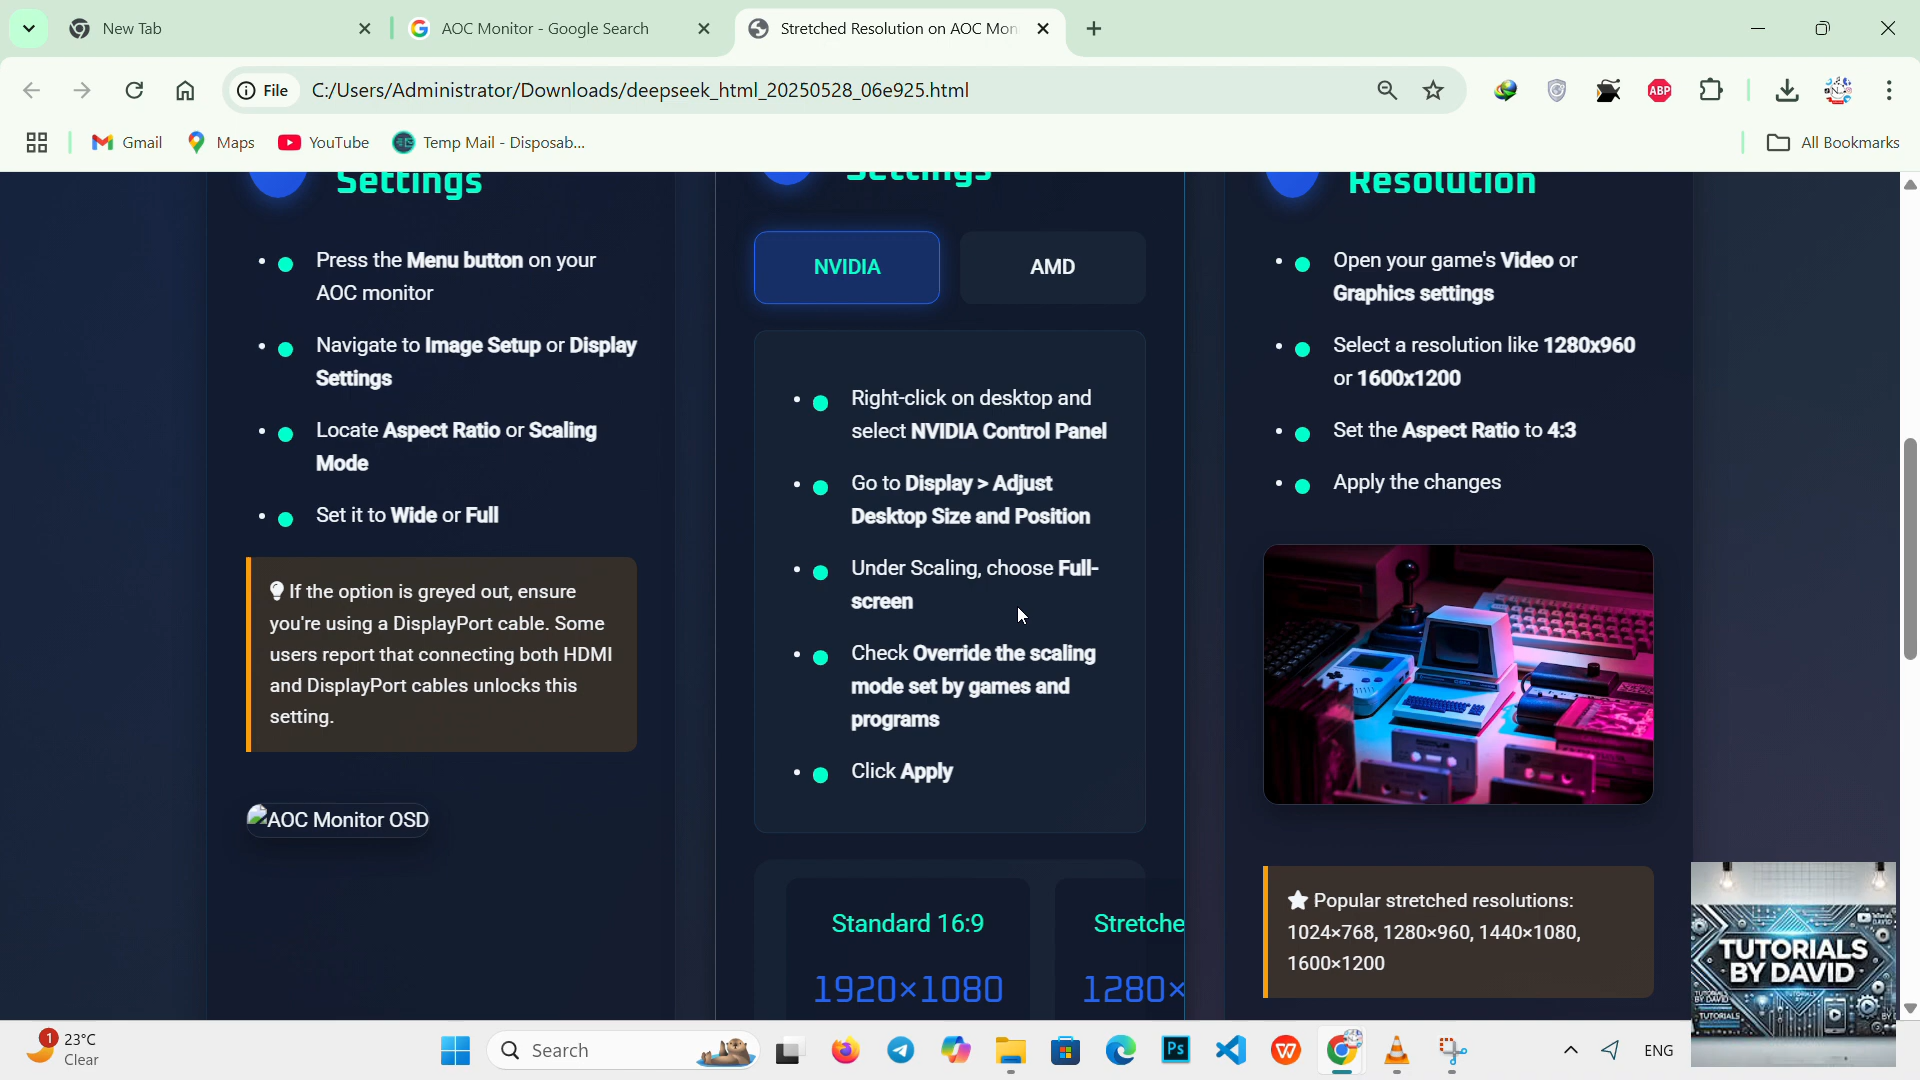 New Tab
AOC Monitor - Google Search
Stretched Resolution on AOC Mon
File
C:/Users/Administrator/Downloads/deepseek_html_20250528_06e925.html
ABP
Gmail
Maps
YouTube
Temp Mail - Disposab...
All Bookmarks
Settings
Press the Menu button on your
AOC monitor
Navigate to Image Setup or Display
Settings
Locate Aspect Ratio or Scaling
Mode
Set it to Wide or Full
If the option is greyed out, ensure
you're using a DisplayPort cable. Some
users report that connecting both HDMI
and DisplayPort cables unlocks this
setting.
AOC Monitor OSD
Settings
NVIDIA
AMD
Right-click on desktop and
select NVIDIA Control Panel
Go to Display > Adjust
Desktop Size and Position
Under Scaling, choose Full-
screen
Check Override the scaling
mode set by games and
programs
Click Apply
Standard 16:9
1920×1080
Stretche
1280×
Resolution
Open your game's Video or
Graphics settings
Select a resolution like 1280x960
or 1600x1200
Set the Aspect Ratio to 4:3
Apply the changes
Popular stretched resolutions:
1024×768, 1280×960, 1440×1080,
1600×1200
TUTORIALS
BY DAVID
1
23°C
Clear
Search
Ps
ENG